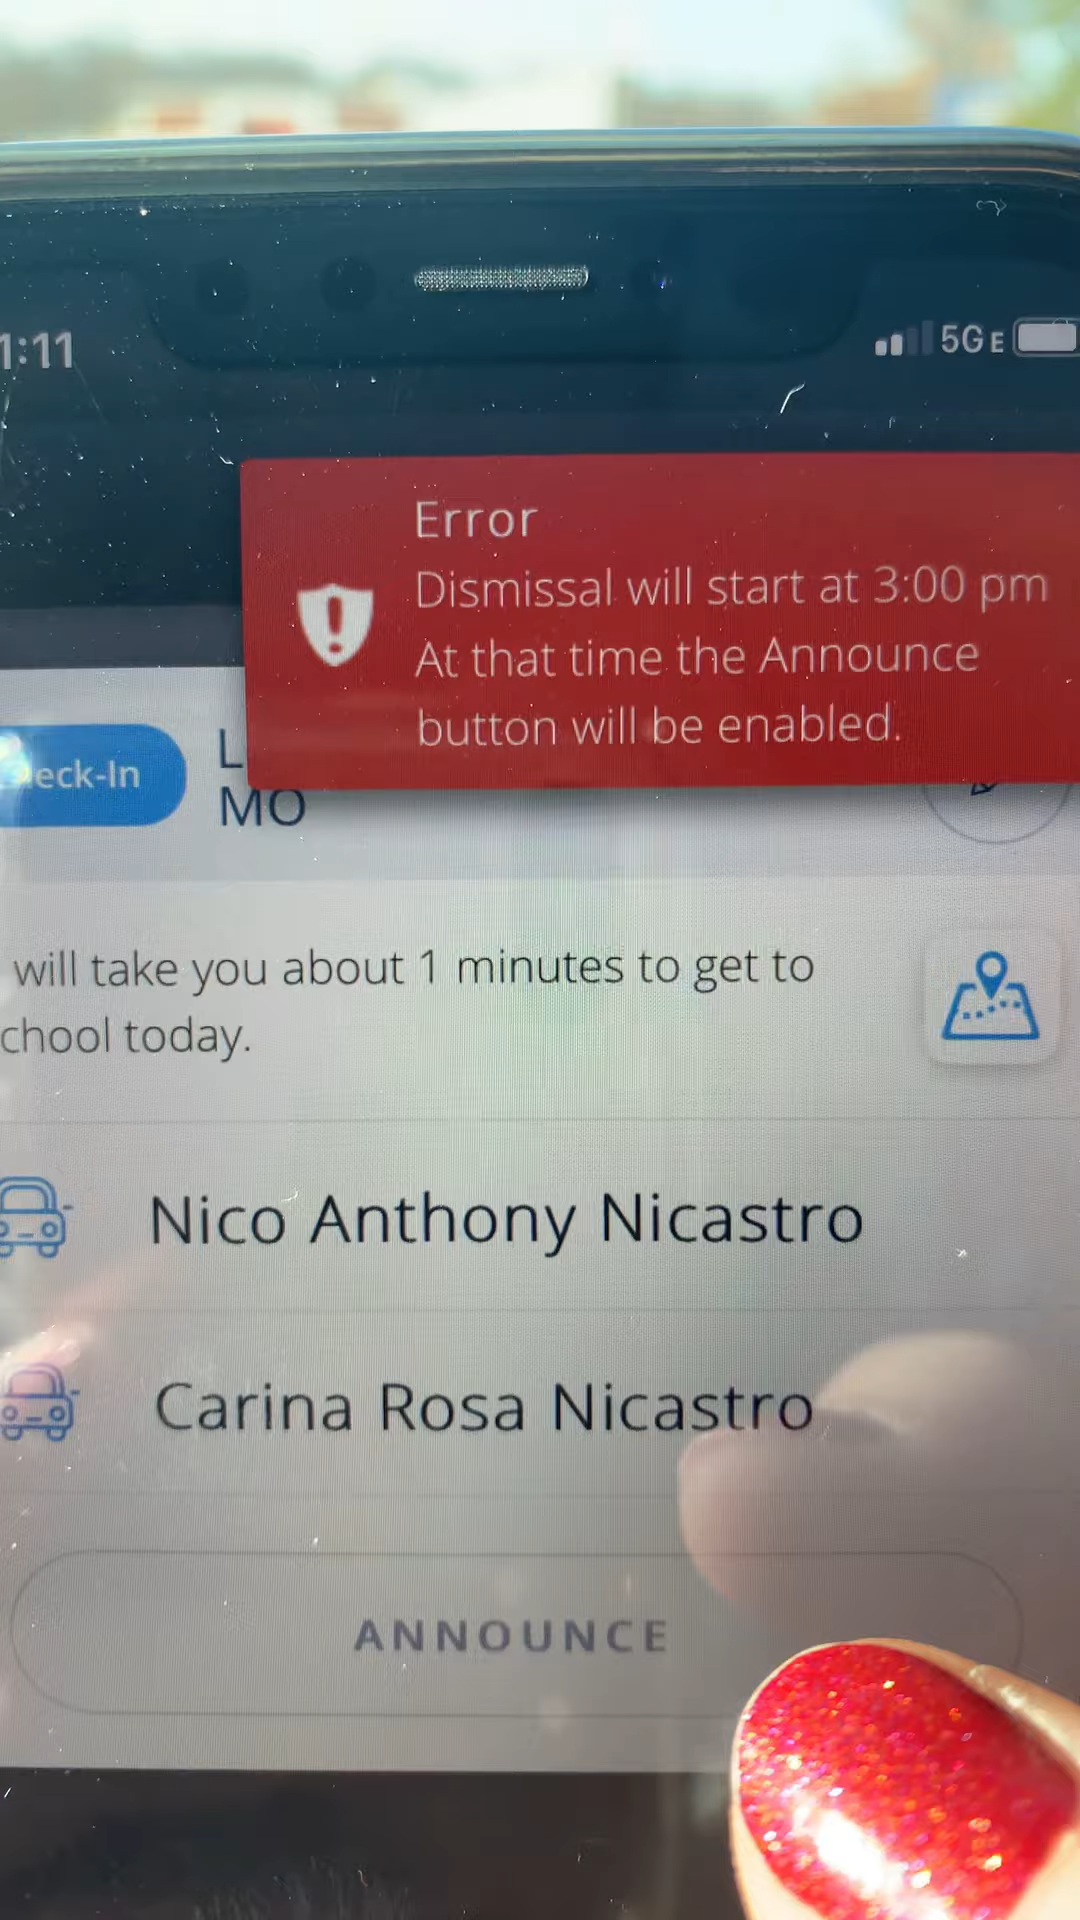 1:11
5G E
Error
Dismissal will start at 3:00 pm
At that time the Announce
button will be enabled.
eck-In
L
MO
will take you about 1 minutes to get to
chool today.
Nico Anthony Nicastro
Carina Rosa Nicastro
ANNOUNCE